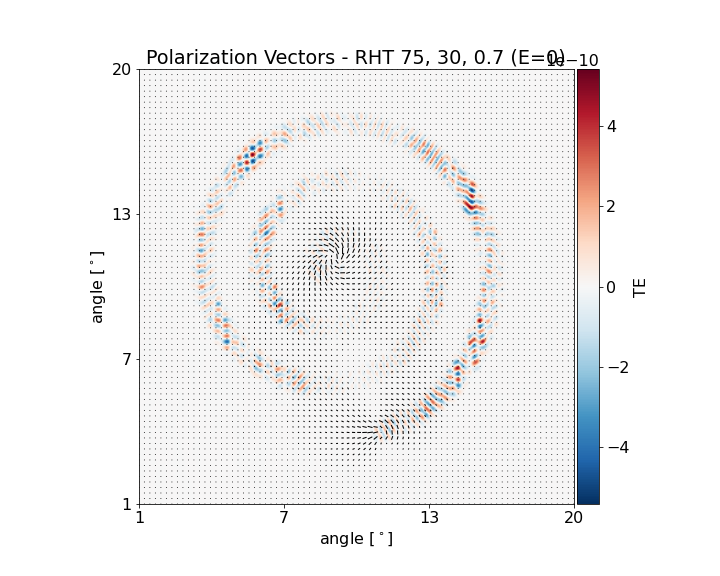 Polarization Vectors - RHT 75, 30, 0.7 (E=0)
1e−10
20
13
7
1
angle [°]
1
7
13
20
angle [°]
4
2
0
−2
−4
TE